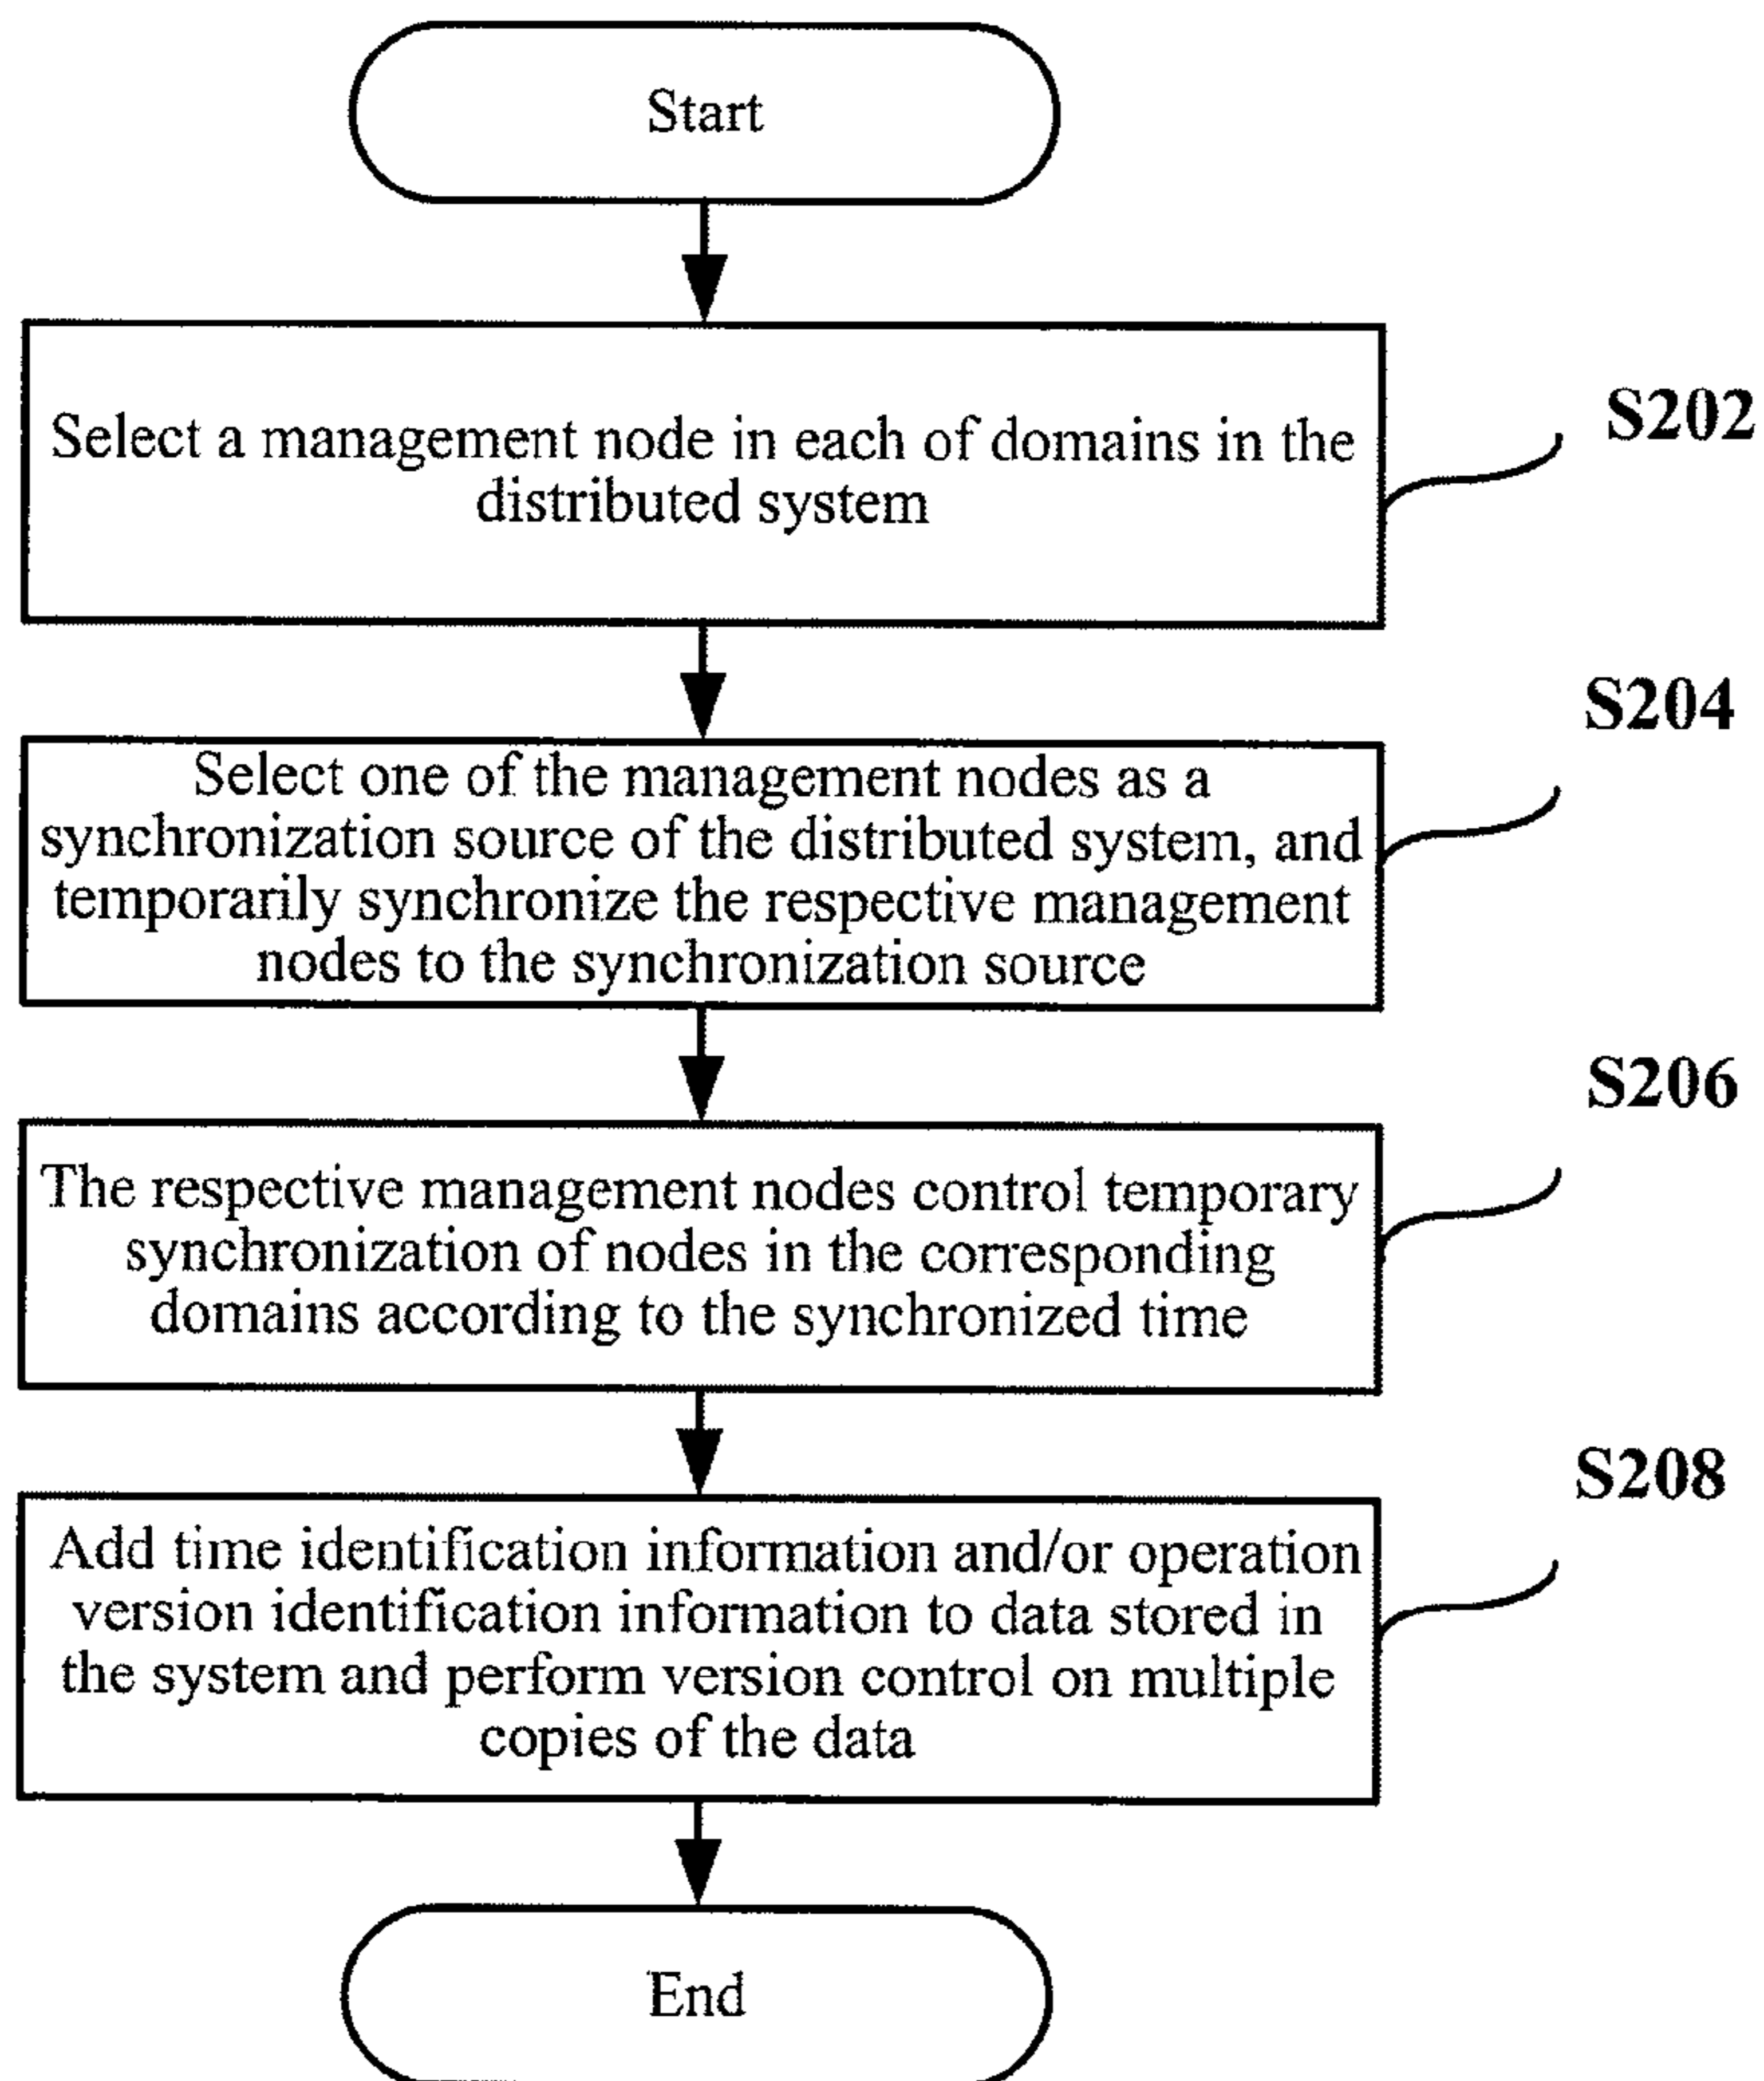 Start
Select a management node in each of domains in the
distributed system
S202
Select one of the management nodes as a
synchronization source of the distributed system, and
temporarily synchronize the respective management
nodes to the synchronization source
S204
The respective management nodes control temporary
synchronization of nodes in the corresponding
domains according to the synchronized time
S206
Add time identification information and/or operation
version identification information to data stored in
the system and perform version control on multiple
copies of the data
S208
End